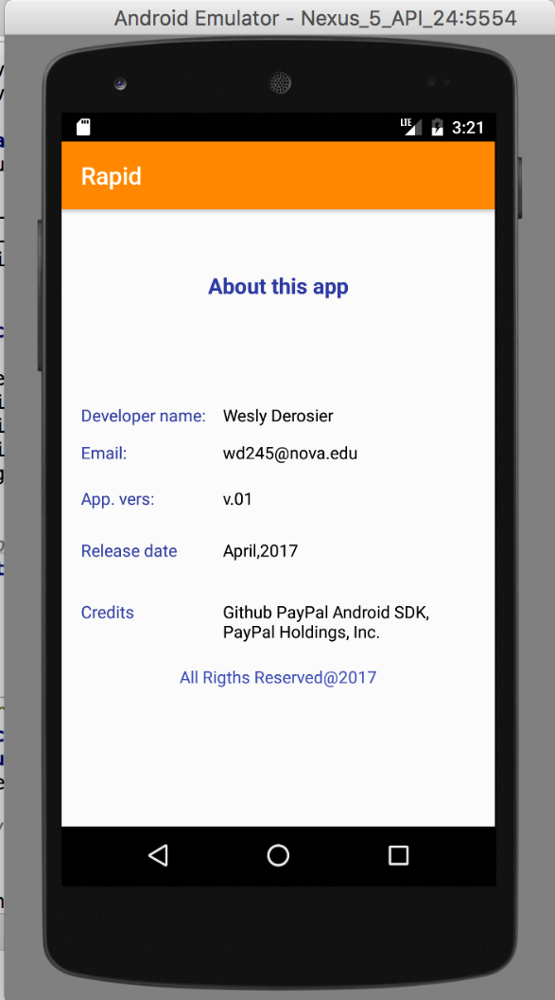 Android Emulator - Nexus_5_API_24:5554
LTE 3:21
Rapid
About this app
Developer name: Wesly Derosier
Email: wd245@nova.edu
App. vers: v.01
Release date April,2017
Credits Github PayPal Android SDK,
PayPal Holdings, Inc.
All Rigths Reserved@2017